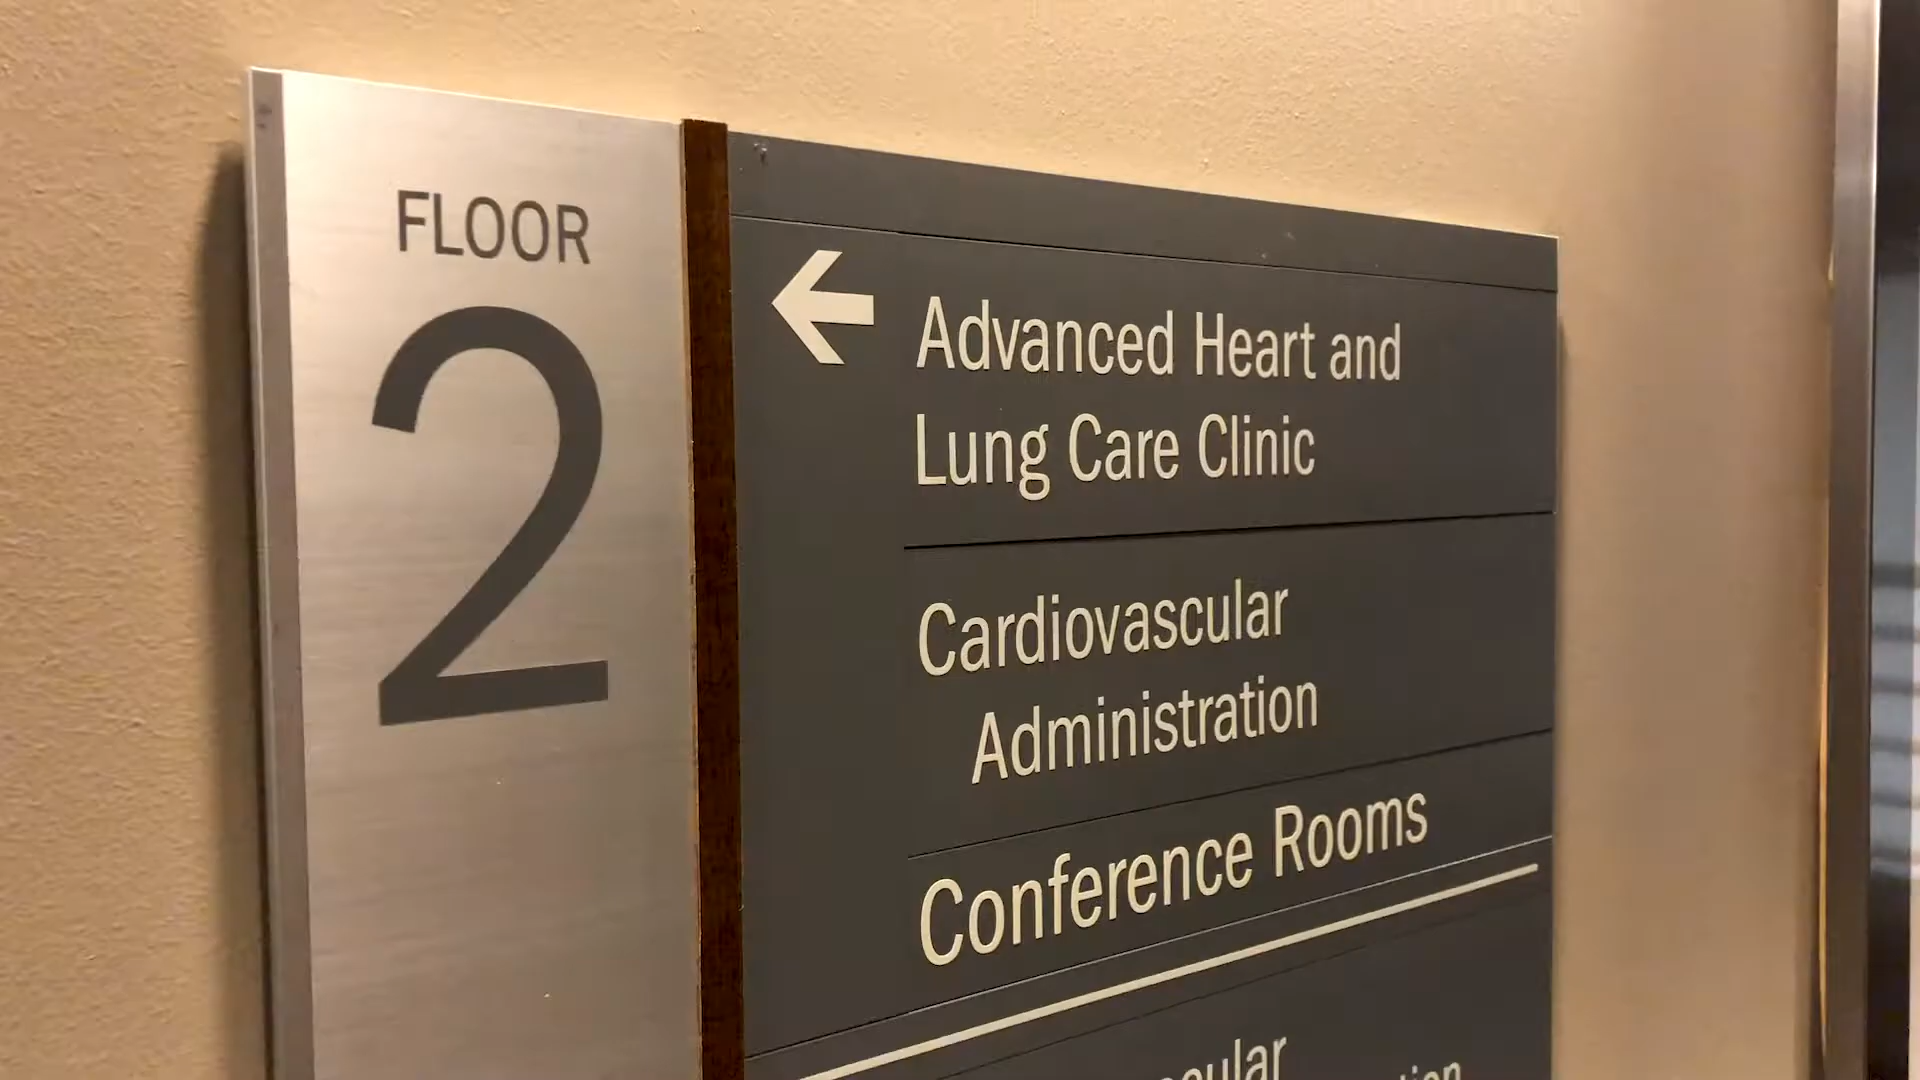 FLOOR
2
Advanced Heart and
Lung Care Clinic
Cardiovascular
Administration
Conference Rooms